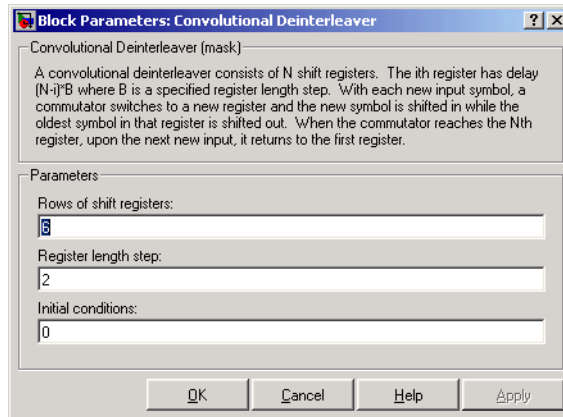 Block Parameters: Convolutional Deinterleaver
Convolutional Deinterleaver (mask)
A convolutional deinterleaver consists of N shift registers. The ith register has delay
(N-i)*B where B is a specified register length step. With each new input symbol, a
commutator switches to a new register and the new symbol is shifted in while the
oldest symbol in that register is shifted out. When the commutator reaches the Nth
register, upon the next new input, it returns to the first register.
Parameters
Rows of shift registers:
6
Register length step:
2
Initial conditions:
0
OK Cancel Help Apply